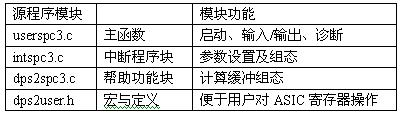 源程序模块 模块功能
userspc3.c 主函数 启动、输入/输出、诊断
intspc3.c 中断程序块 参数设置及组态
dps2spc3.c 帮助功能块 计算缓冲组态
dps2user.h 宏与定义 便于用户对 ASIC 寄存器操作